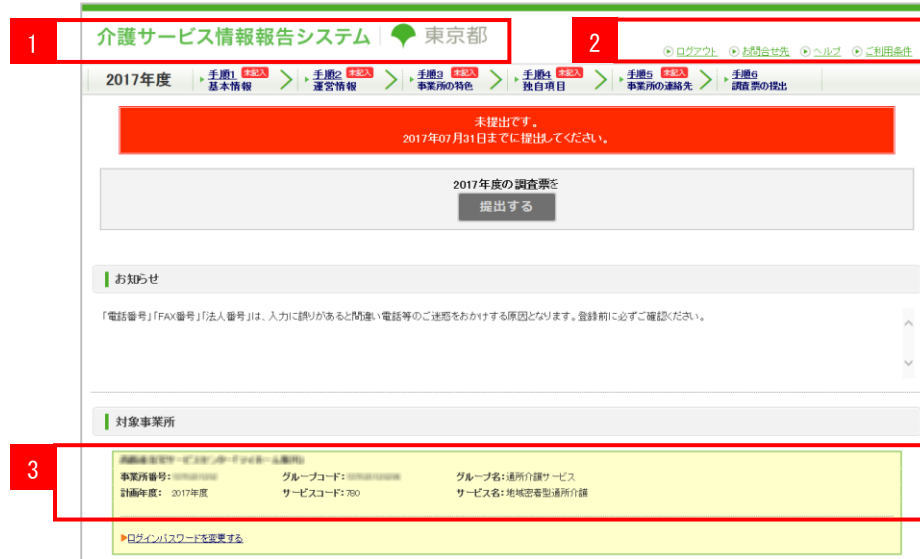 1
介護サービス情報報告システム 東京都
2
ログアウト お問合せ先 ヘルプ ご利用条件
2017年度 手順1 未記入 基本情報 手順2 未記入 運営情報 手順3 未記入 事業所の特色 手順4 未記入 独自項目 手順5 未記入 事業所の連絡先 手順6 調査票の提出
未提出です。
2017年07月31日までに提出してください。
2017年度の調査票を
提出する
お知らせ
「電話番号」「FAX番号」「法人番号」は、入力に誤りがあると間違い電話等のご迷惑をおかけする原因となります。登録前に必ずご確認ください。
対象事業所
3
事業所番号: グループコード: グループ名:通所介護サービス
計画年度: 2017年度 サービスコード:780 サービス名:地域密着型通所介護
ログインパスワードを変更する